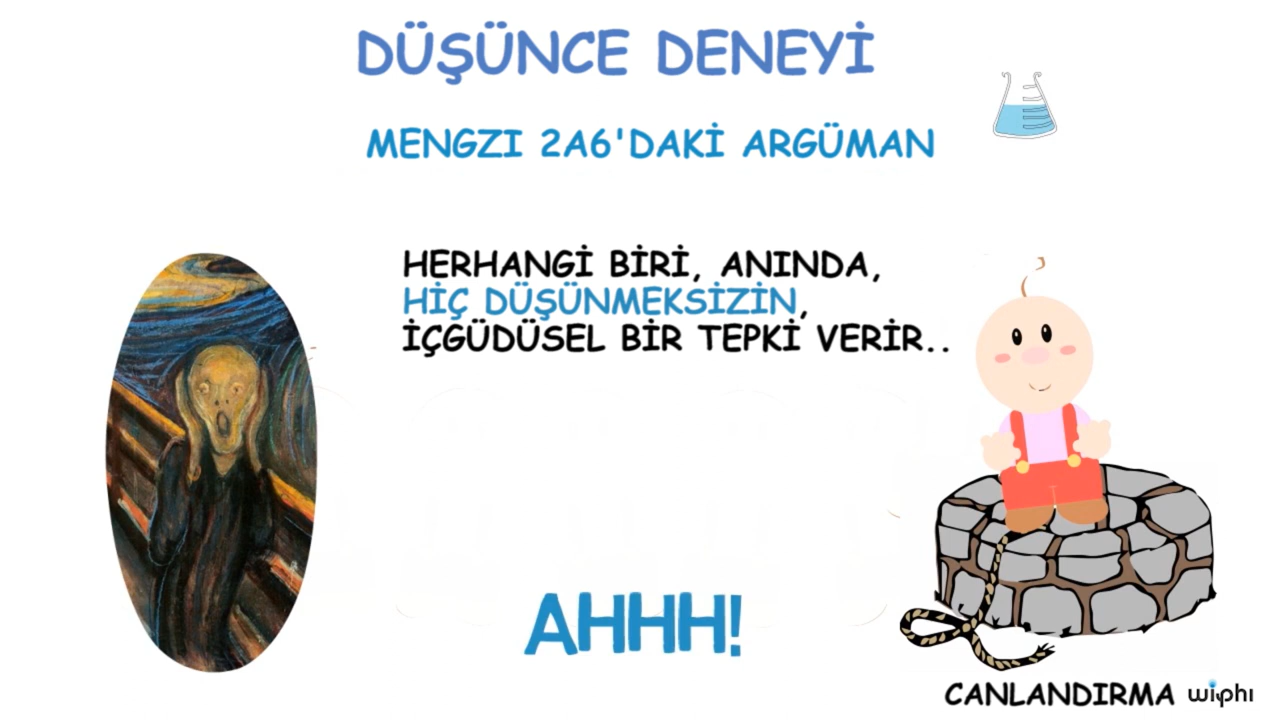 DÜŞÜNCE DENEYİ
MENGZI 2A6'DAKİ ARGÜMAN
HERHANGİ BİRİ, ANINDA,
HİÇ DÜŞÜNMEKSİZİN,
İÇGÜDÜSEL BİR TEPKİ VERİR..
AHHH!
CANLANDIRMA wiphi